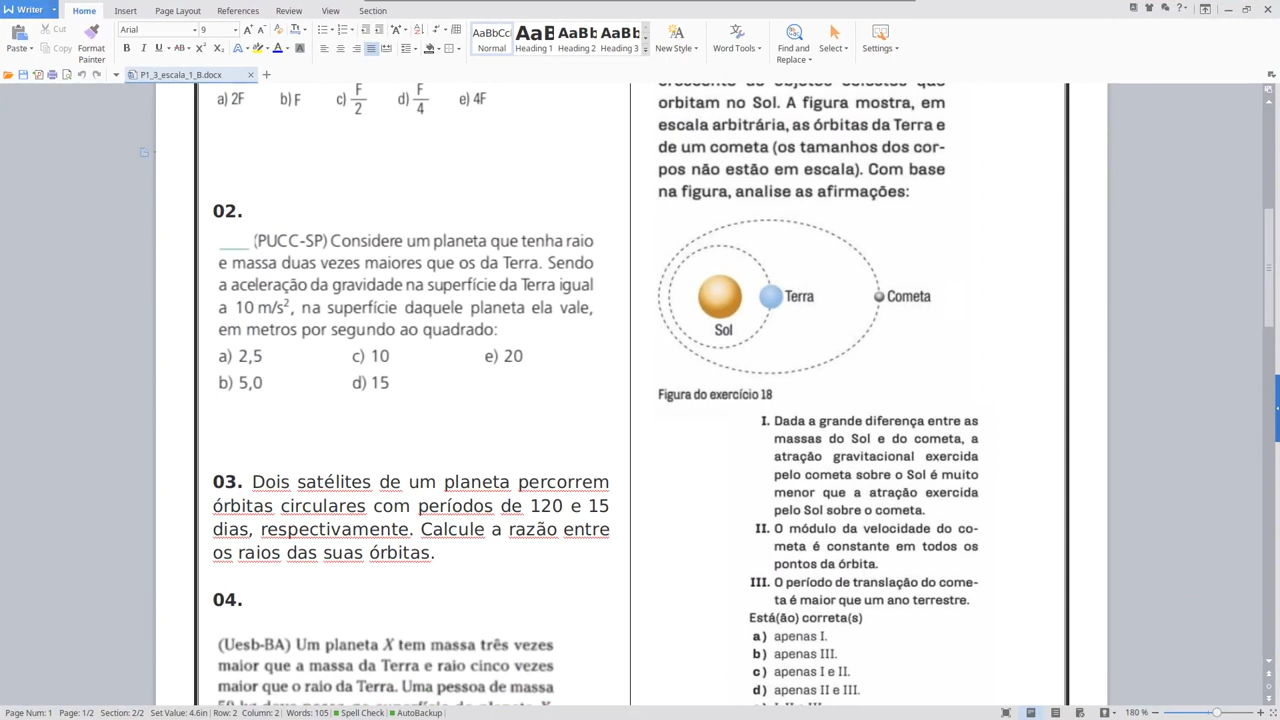 Writer
Home
Insert
Page Layout
References
Review
View
Section
Paste
Cut
Copy
Format
Painter
Arial
9
AaBbCc
Normal
AaB
Heading 1
AaBb
Heading 2
AaBb
Heading 3
New Style
Word Tools
Find and
Replace
Select
Settings
P1_3_escala_1_B.docx
a) 2F b) F c) F/2 d) F/4 e) 4F
02.
____ (PUCC-SP) Considere um planeta que tenha raio
e massa duas vezes maiores que os da Terra. Sendo
a aceleração da gravidade na superfície da Terra igual
a 10 m/s², na superfície daquele planeta ela vale,
em metros por segundo ao quadrado:
a) 2,5 c) 10 e) 20
b) 5,0 d) 15
03. Dois satélites de um planeta percorrem
órbitas circulares com períodos de 120 e 15
dias, respectivamente. Calcule a razão entre
os raios das suas órbitas.
04.
(Uesb-BA) Um planeta X tem massa três vezes
maior que a massa da Terra e raio cinco vezes
maior que o raio da Terra. Uma pessoa de massa
orbitam no Sol. A figura mostra, em
escala arbitrária, as órbitas da Terra e
de um cometa (os tamanhos dos cor-
pos não estão em escala). Com base
na figura, analise as afirmações:
Sol
Terra
Cometa
Figura do exercício 18
I. Dada a grande diferença entre as
massas do Sol e do cometa, a
atração gravitacional exercida
pelo cometa sobre o Sol é muito
menor que a atração exercida
pelo Sol sobre o cometa.
II. O módulo da velocidade do co-
meta é constante em todos os
pontos da órbita.
III. O período de translação do come-
ta é maior que um ano terrestre.
Está(ão) correta(s)
a) apenas I.
b) apenas III.
c) apenas I e II.
d) apenas II e III.
Page Num: 1 Page: 1/2 Section: 2/2 Set Value: 4.6in Row: 2 Column: 2 Words: 105 Spell Check AutoBackup
180 %